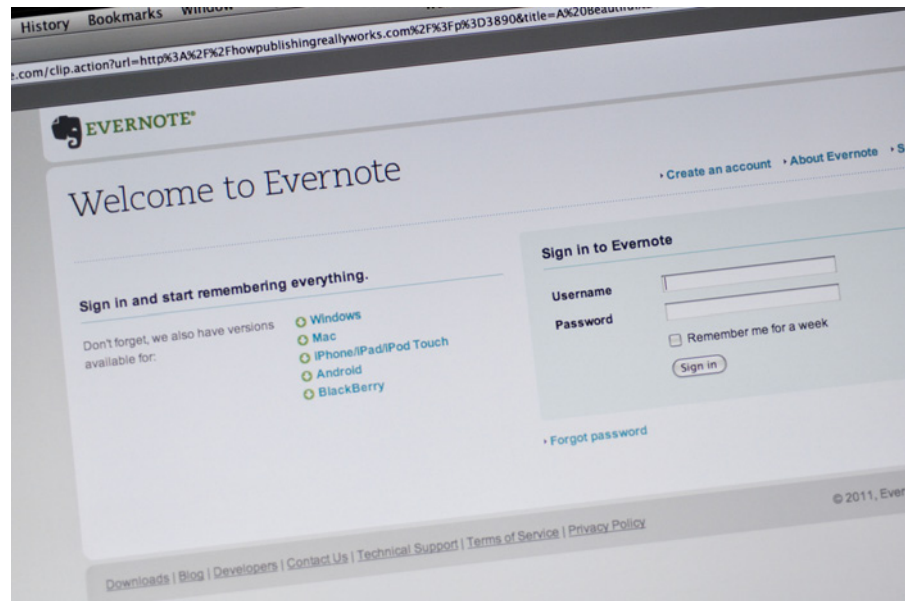 History Bookmarks Window
e.com/clip.action?url=http%3A%2F%2Fhowpublishingreallyworks.com%2F%3Fp%3D3890&title=A%20Beautiful
EVERNOTE®
Welcome to Evernote
Create an account About Evernote S
Sign in and start remembering everything.
Don't forget, we also have versions
available for:
Windows
Mac
iPhone/iPad/iPod Touch
Android
BlackBerry
Sign in to Evernote
Username
Password
Remember me for a week
Sign in
Forgot password
© 2011, Ever
Downloads | Blog | Developers | Contact Us | Technical Support | Terms of Service | Privacy Policy